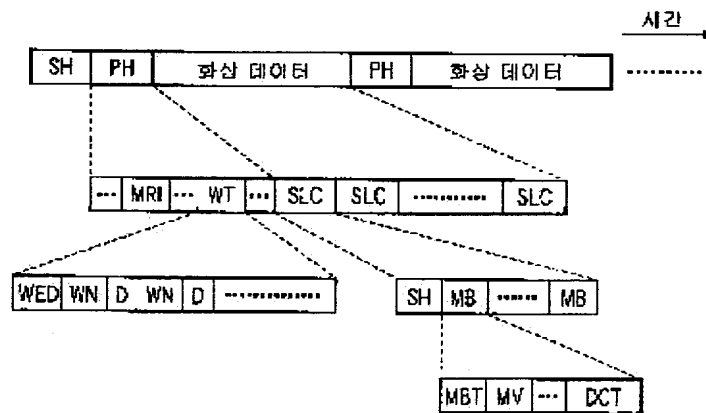 시간
SH PH 화상 데이터 PH 화상 데이터 ........
... MRI ... WT ... SLC SLC ........... SLC
WED WN D WN D ..............
SH MB ...... MB
MBT MV ... DCT